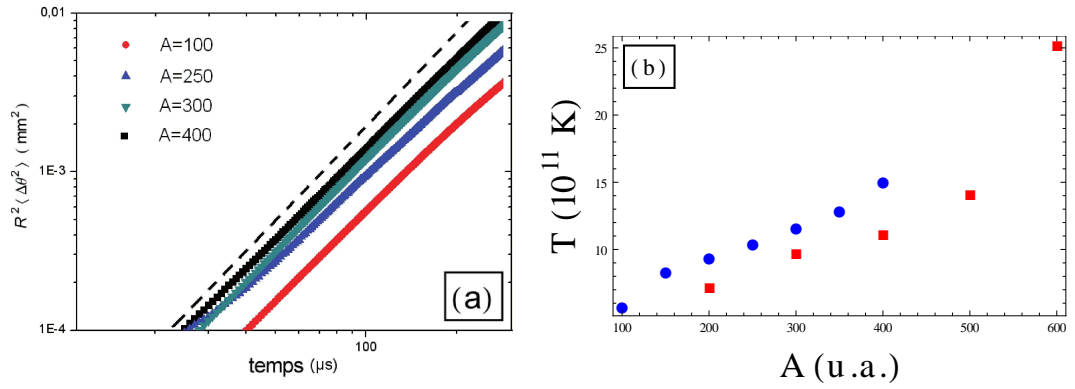 0,01
A=100
A=250
A=300
A=400
1E-3
1E-4
R² ⟨Δθ²⟩ (mm²)
(a)
100
temps (μs)
(b)
25
20
15
10
T (10¹¹ K)
100 200 300 400 500 600
A (u.a.)